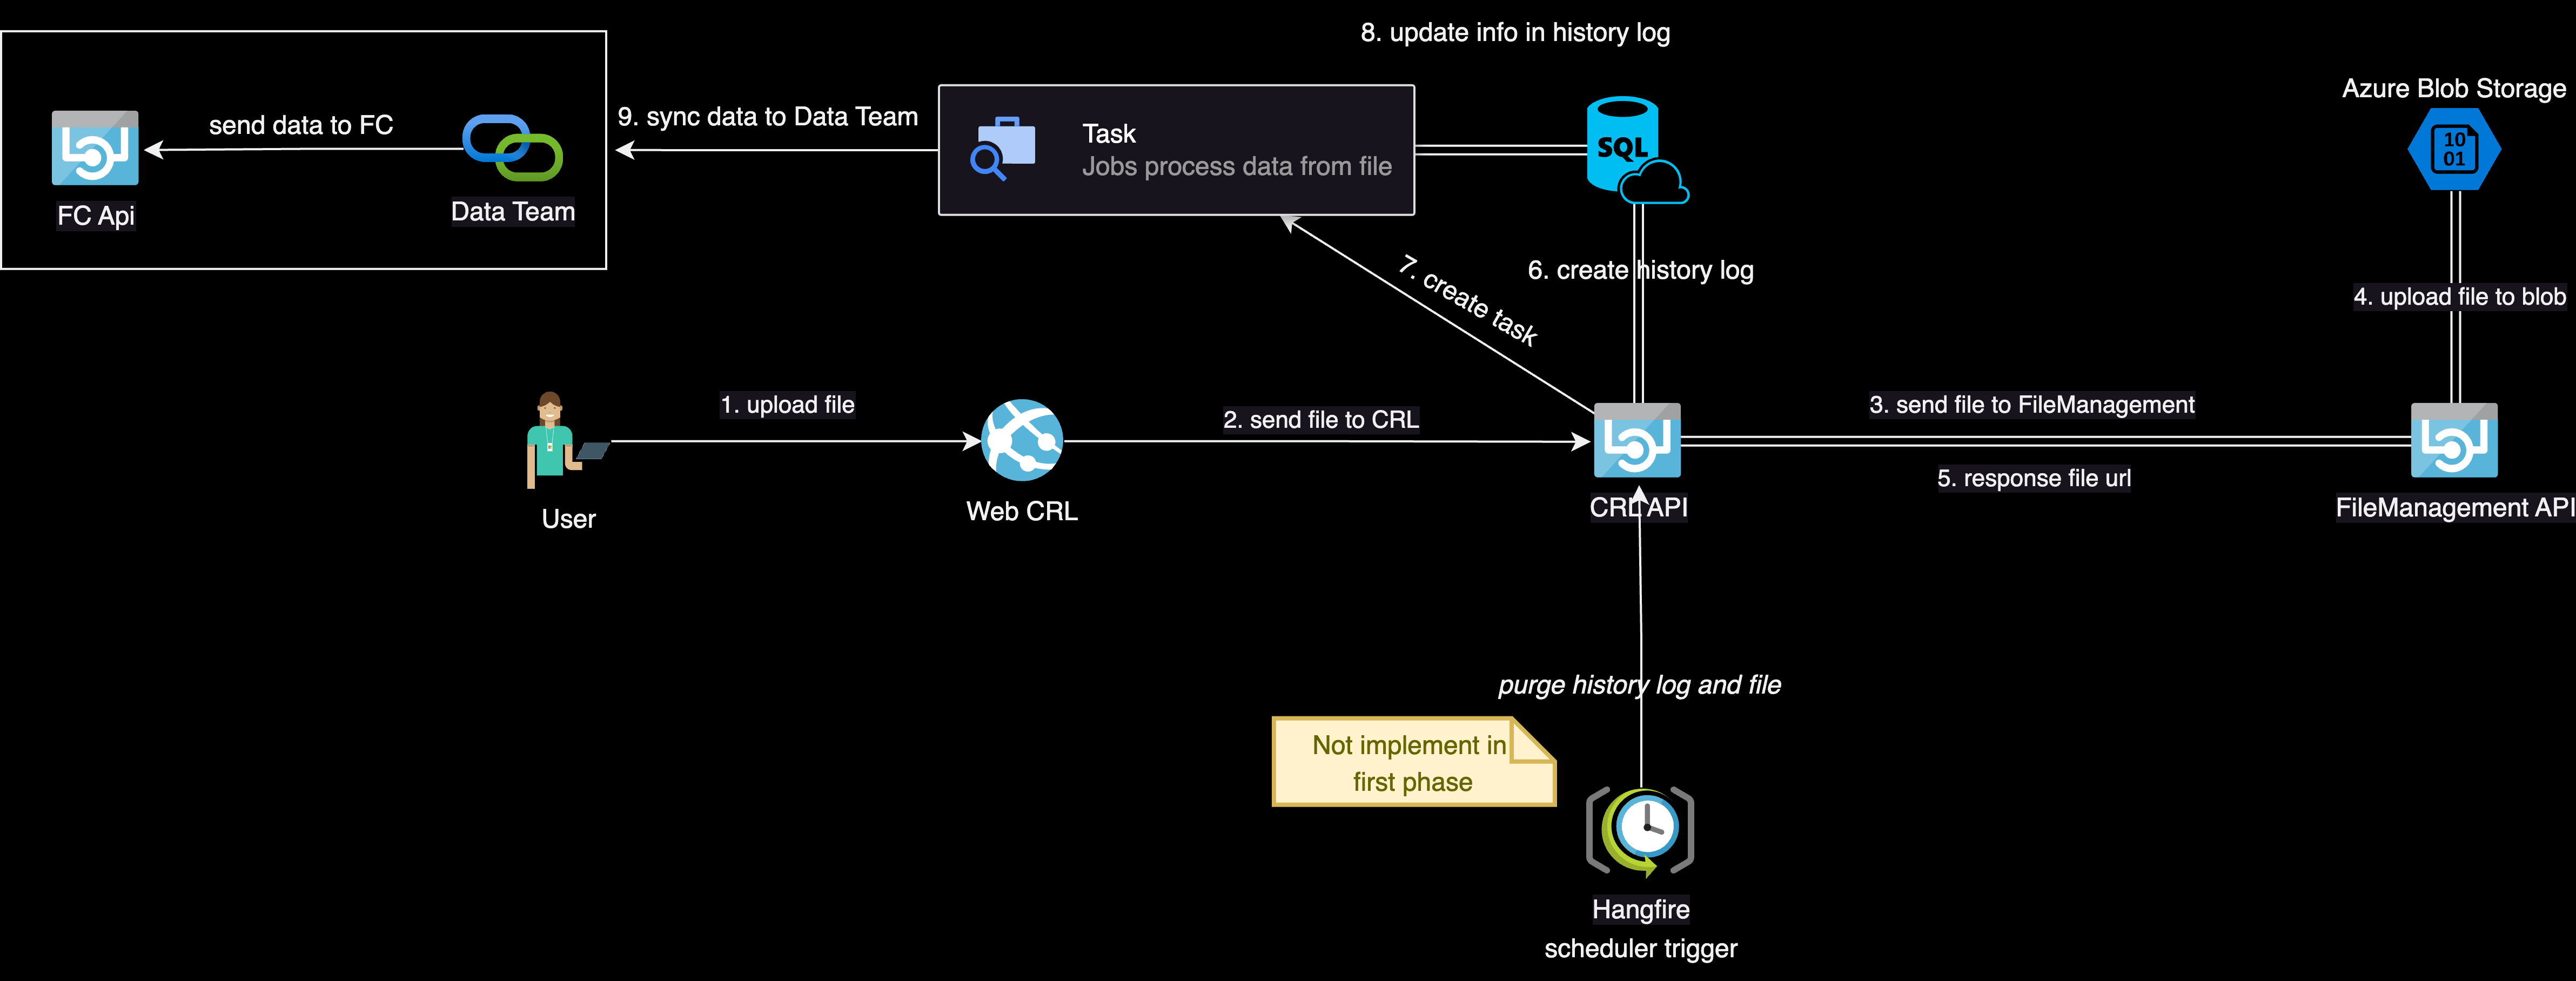 8. update info in history log
Azure Blob Storage
10
01
send data to FC
9. sync data to Data Team
Task
Jobs process data from file
SQL
FC Api
Data Team
6. create history log
7. create task
4. upload file to blob
1. upload file
2. send file to CRL
3. send file to FileManagement
5. response file url
User
Web CRL
CRL API
FileManagement API
purge history log and file
Not implement in
first phase
Hangfire
scheduler trigger